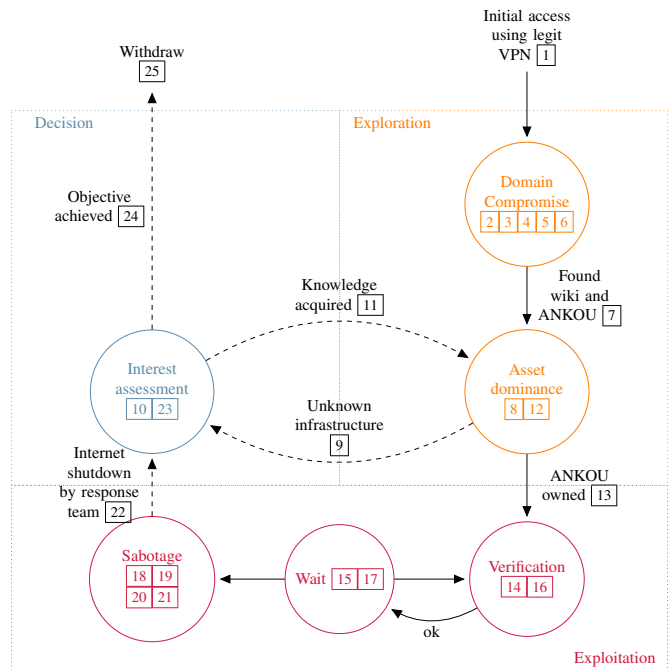 Initial access
using legit
VPN 1
Withdraw
25
Decision
Exploration
Domain
Compromise
2 3 4 5 6
Objective
achieved 24
Found
wiki and
ANKOU 7
Knowledge
acquired 11
Interest
assessment
10 23
Asset
dominance
8 12
Unknown
infrastructure
9
Internet
shutdown
by response
team 22
ANKOU
owned 13
Sabotage
18 19
20 21
Wait 15 17
Verification
14 16
ok
Exploitation